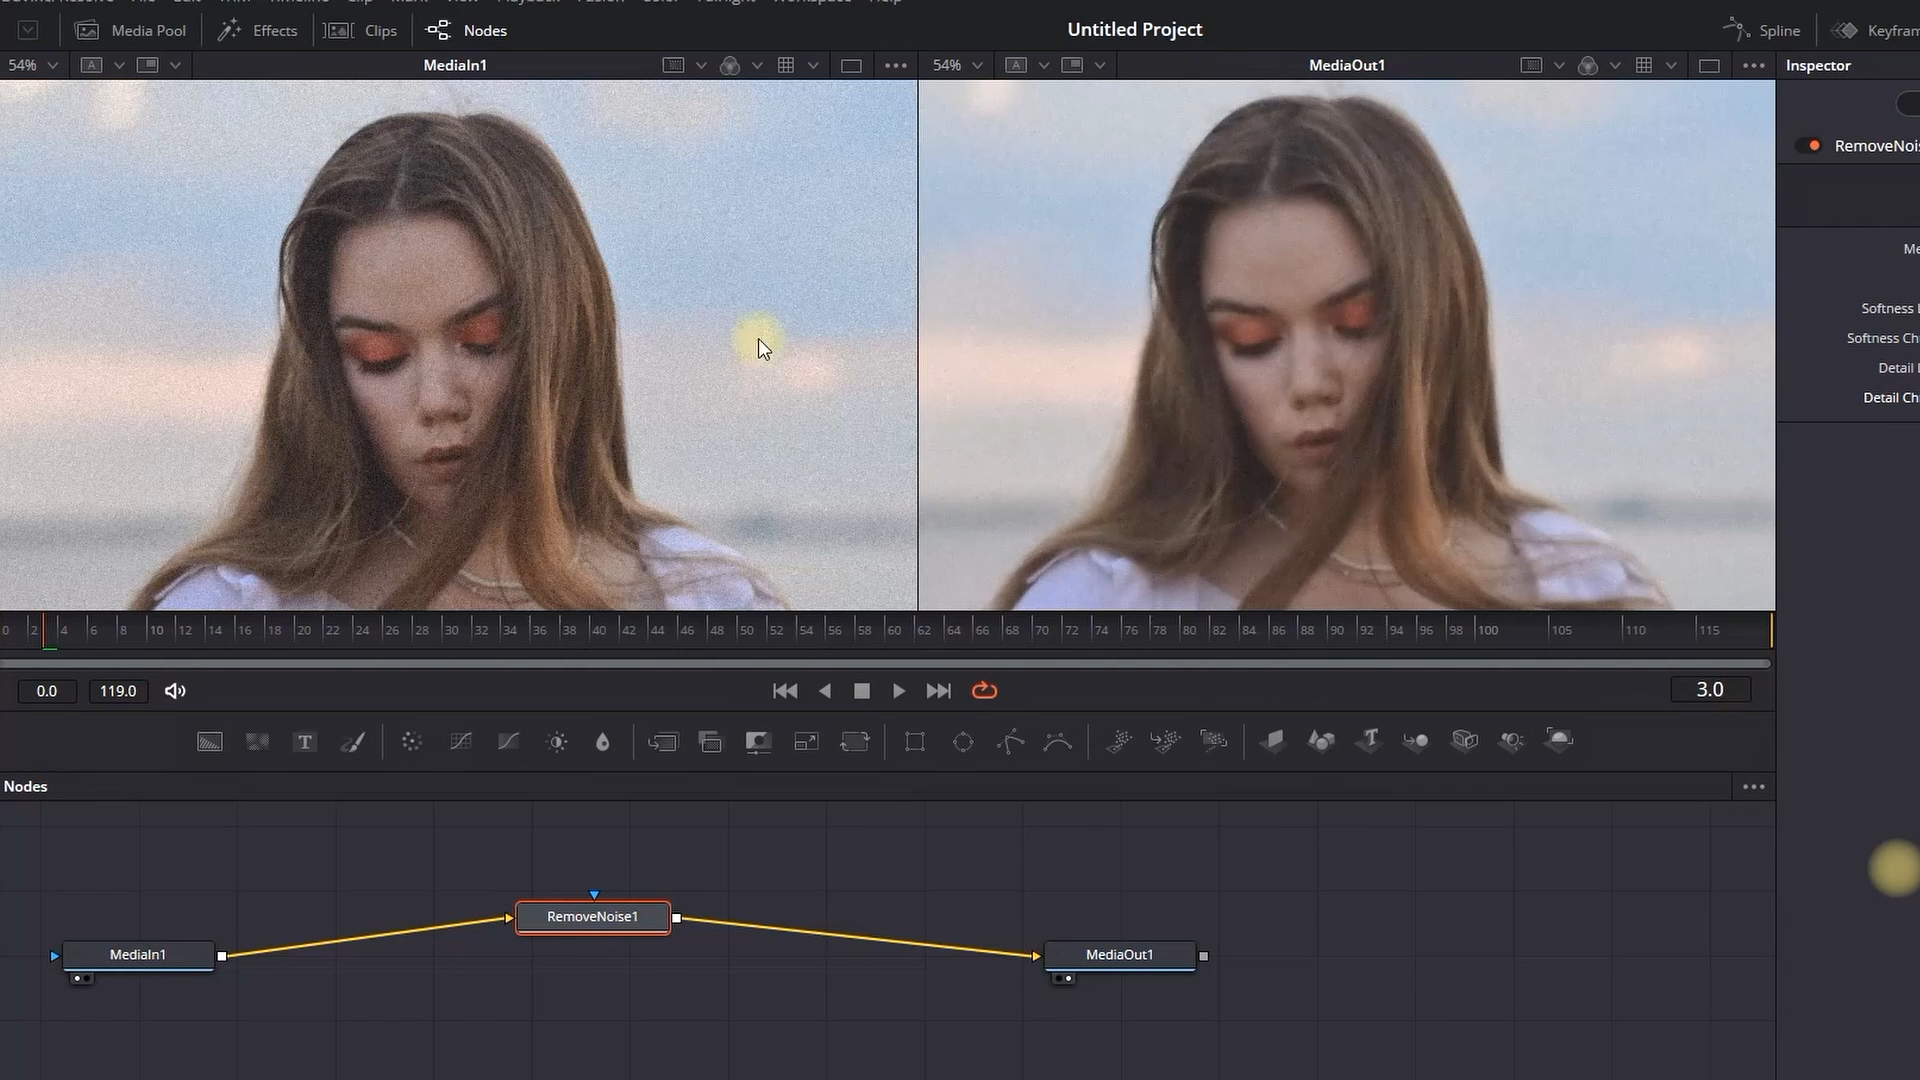 Media Pool Effects Clips Nodes Untitled Project Spline
54% A MediaIn1 54% A MediaOut1 Inspector
RemoveNois
Softness
Softness Ch
Detail
Detail Ch
0 2 4 6 8 10 12 14 16 18 20 22 24 26 28 30 32 34 36 38 40 42 44 46 48 50 52 54 56 58 60 62 64 66 68 70 72 74 76 78 80 82 84 86 88 90 92 94 96 98 100 105 110 115
0.0 119.0 3.0
T T
Nodes
RemoveNoise1
MediaIn1 MediaOut1